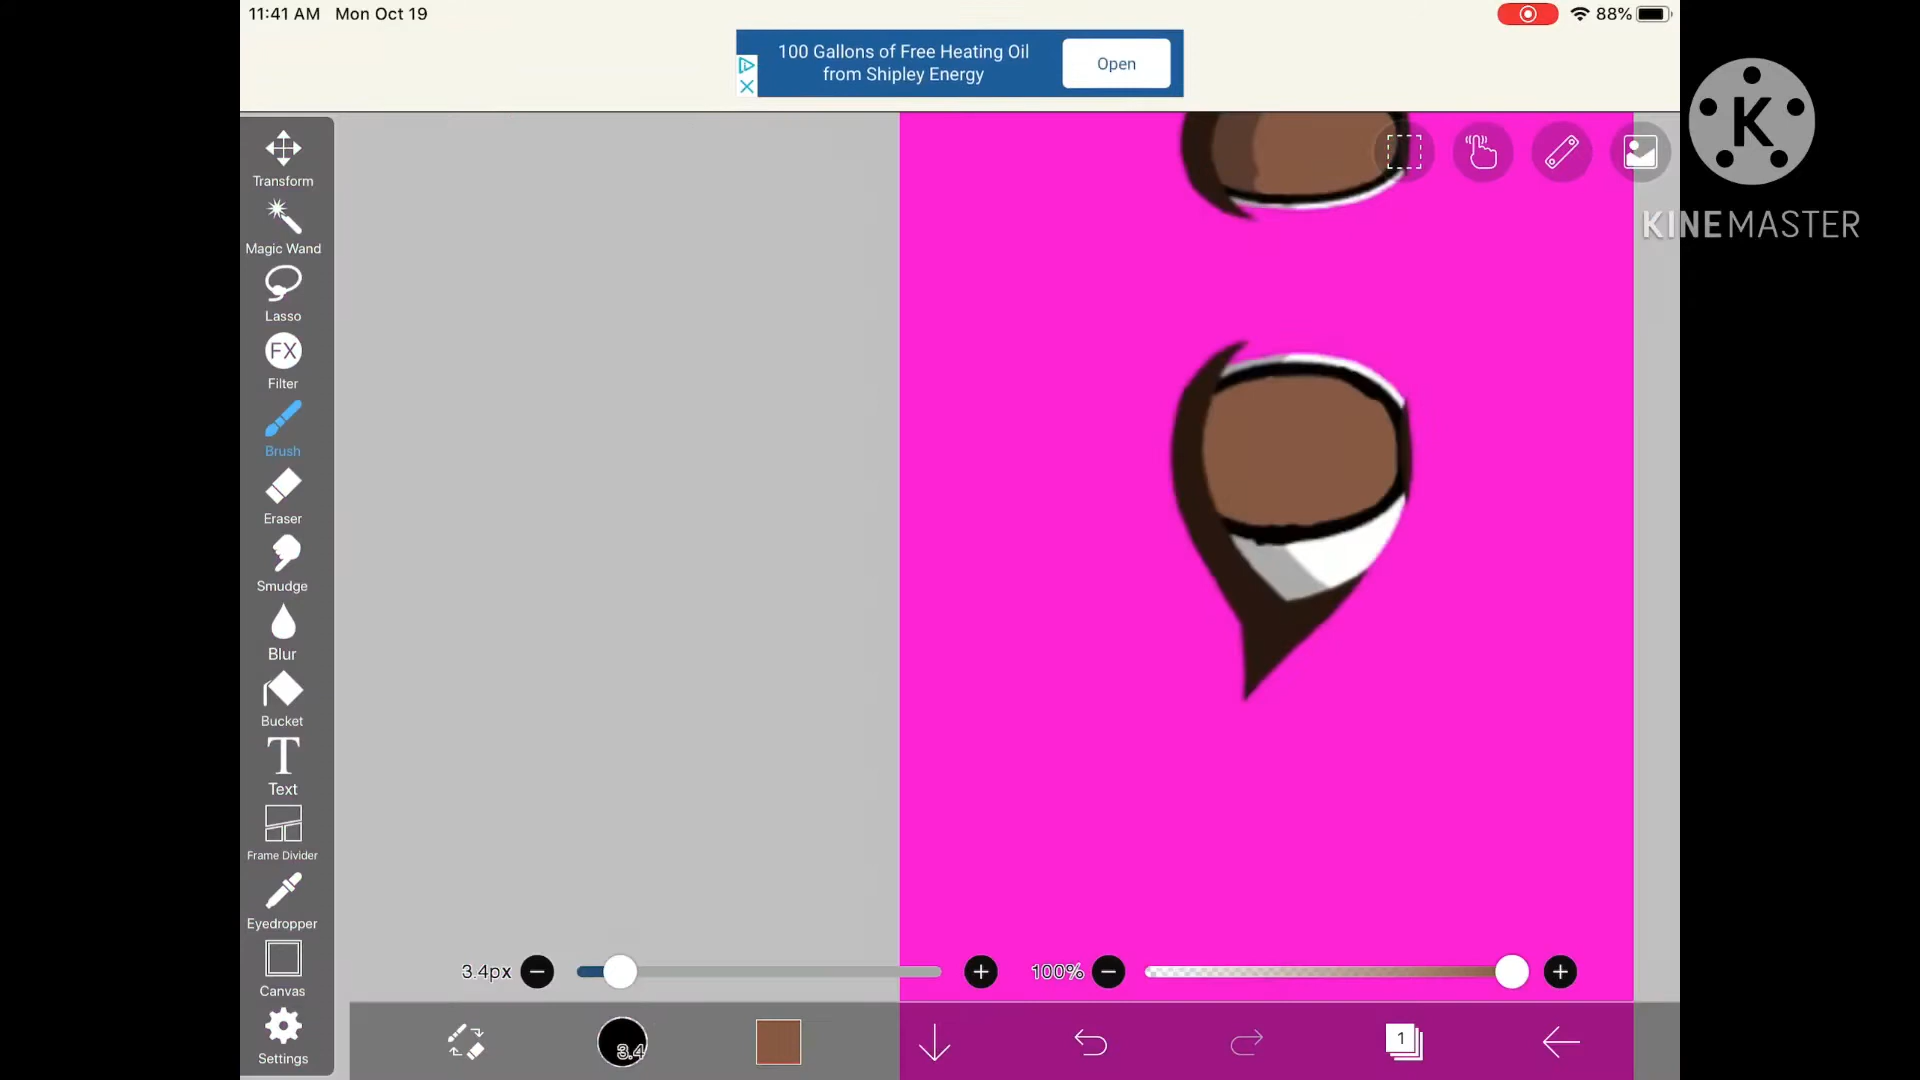 11:41 AM Mon Oct 19
88%
100 Gallons of Free Heating Oil
from Shipley Energy
Open
K
KINEMASTER
Transform
Magic Wand
Lasso
FX
Filter
Brush
Eraser
Smudge
Blur
Bucket
T
Text
Frame Divider
Eyedropper
Canvas
Settings
3.4px
100%
3.4
1